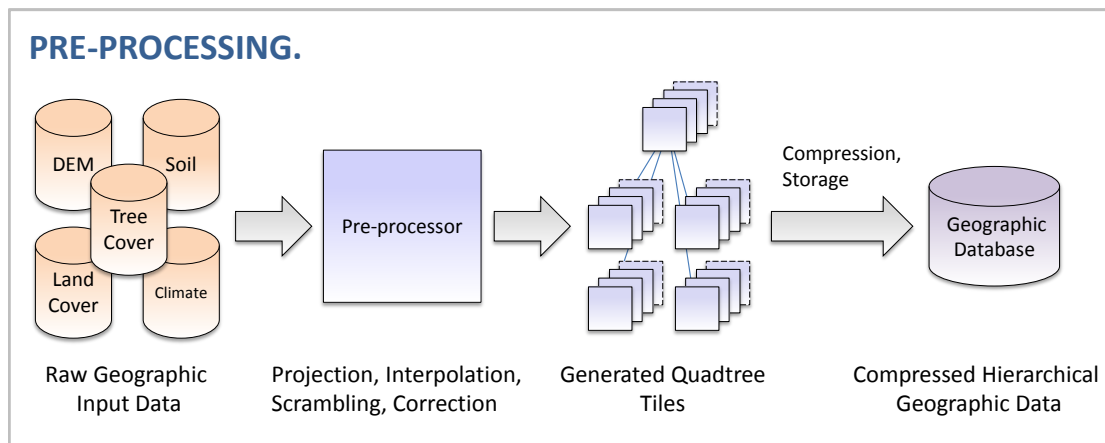 PRE-PROCESSING.
DEM
Soil
Tree
Cover
Land
Cover
Climate
Pre-processor
Compression,
Storage
Geographic
Database
Raw Geographic
Input Data
Projection, Interpolation,
Scrambling, Correction
Generated Quadtree
Tiles
Compressed Hierarchical
Geographic Data